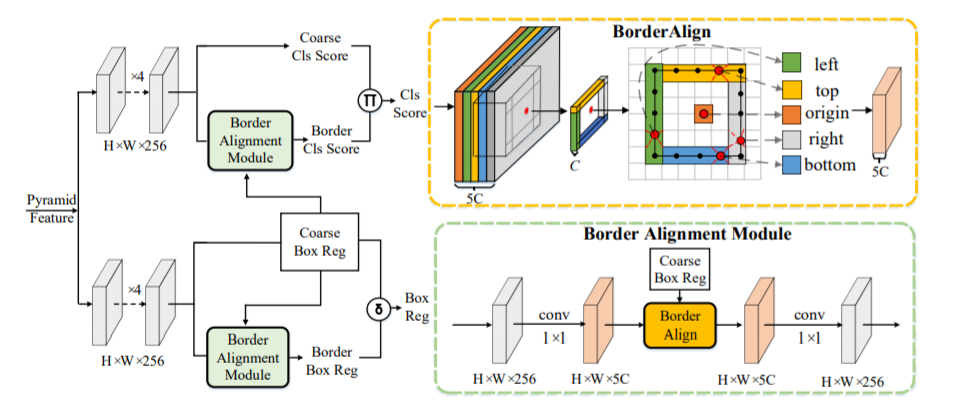 Pyramid
Feature
×4
H×W×256
Coarse
Cls Score
Border
Alignment
Module
Border
Cls Score
Π
Cls
Score
Coarse
Box Reg
×4
H×W×256
Border
Alignment
Module
Border
Box Reg
δ
Box
Reg
BorderAlign
5C
C
left
top
origin
right
bottom
5C
Border Alignment Module
H×W×256
conv
1×1
H×W×5C
Coarse
Box Reg
Border
Align
H×W×5C
conv
1×1
H×W×256